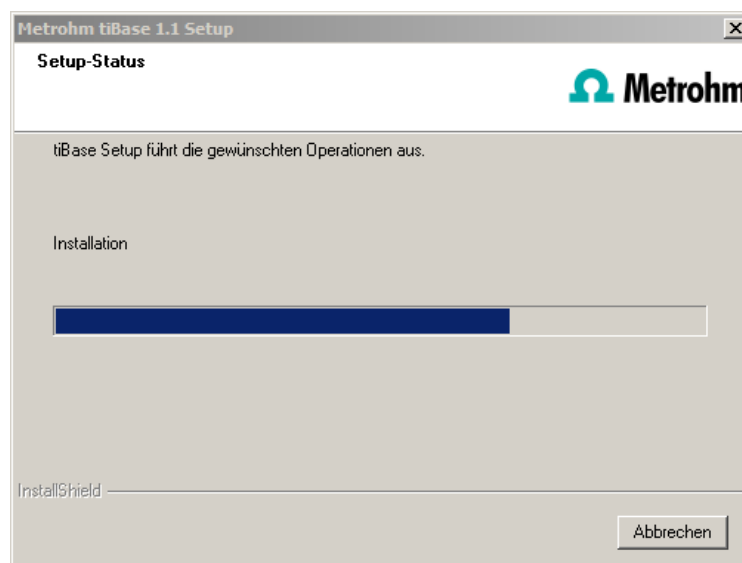 Metrohm tiBase 1.1 Setup
Setup-Status
Metrohm
tiBase Setup führt die gewünschten Operationen aus.
Installation
InstallShield
Abbrechen